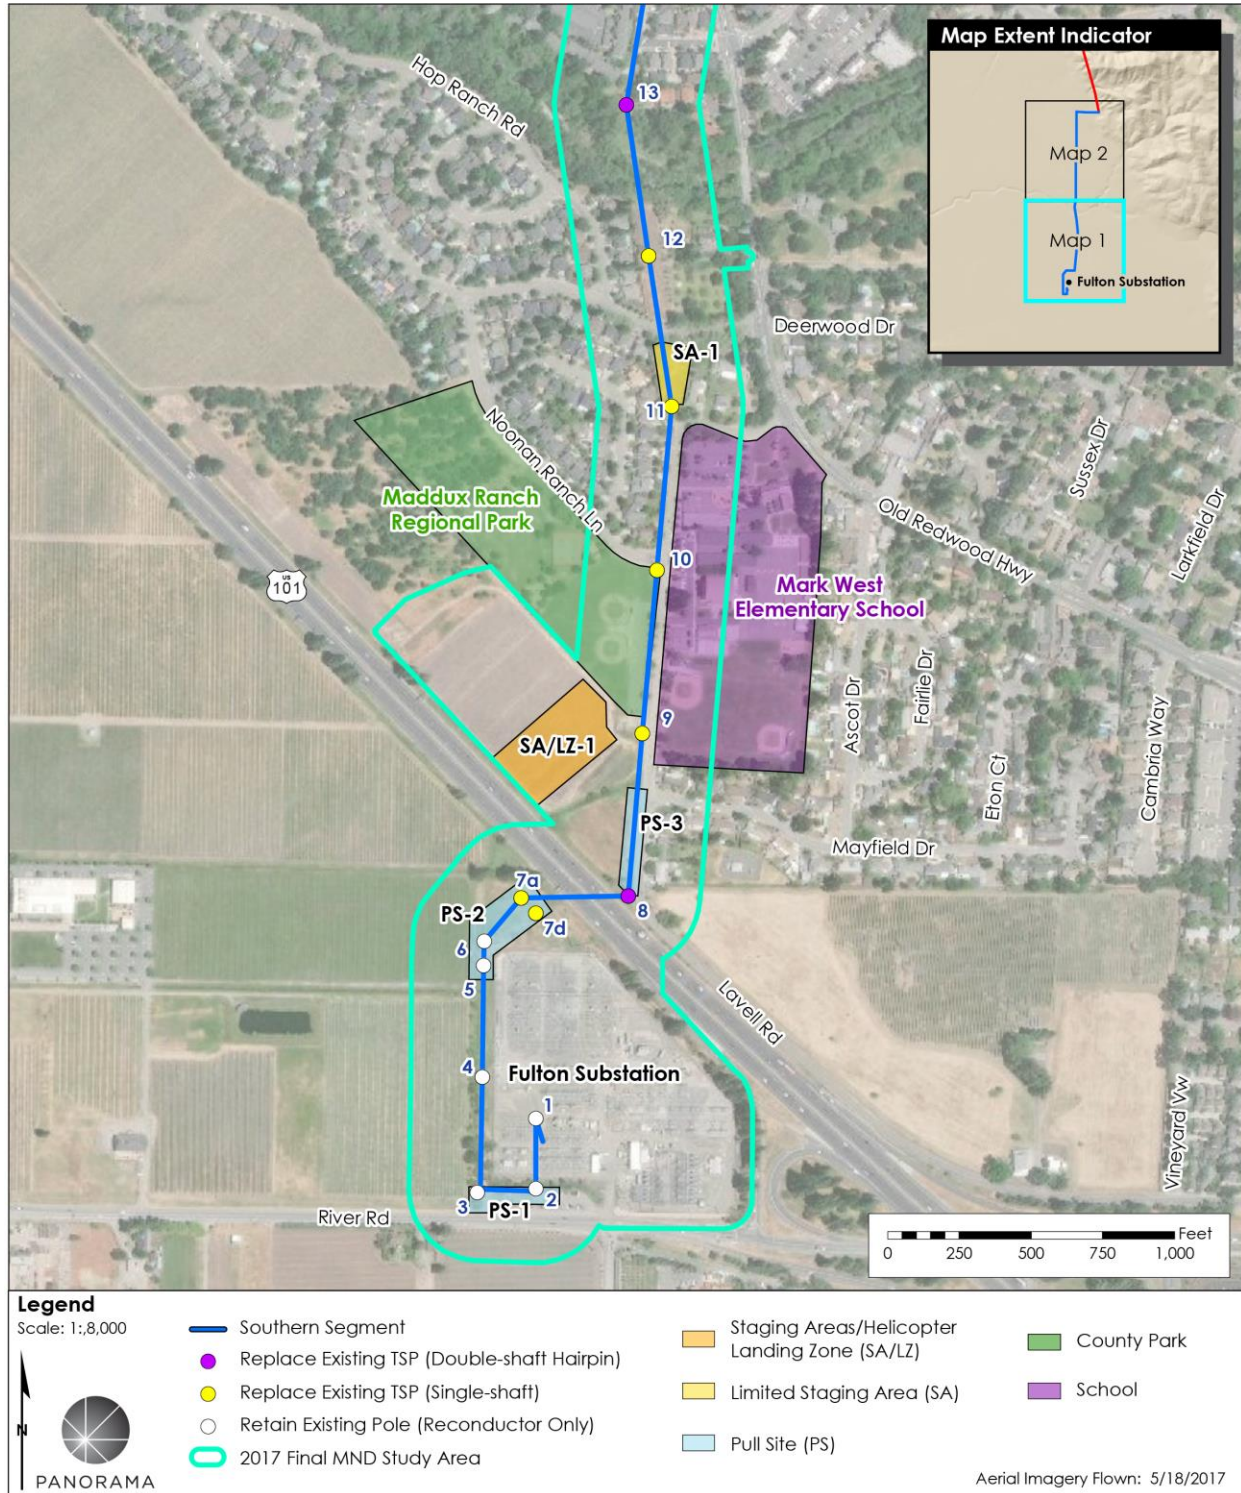 Map Extent Indicator
Map 2
Map 1
Fulton Substation
Hop Ranch Rd
13
12
Deerwood Dr
SA-1
11
Noonan Ranch Ln
Maddux Ranch
Regional Park
Sussex Dr
Larkfield Dr
Old Redwood Hwy
10
US
101
Mark West
Elementary School
Ascot Dr
Fairlie Dr
Eton Ct
Cambria Way
9
SA/LZ-1
PS-3
Mayfield Dr
7a
PS-2
7d
8
6
5
Lavell Rd
4
Fulton Substation
1
Vineyard Vw
3
PS-1
2
River Rd
Feet
0 250 500 750 1,000
Legend
Scale: 1:,8,000
N
PANORAMA
Southern Segment
Replace Existing TSP (Double-shaft Hairpin)
Replace Existing TSP (Single-shaft)
Retain Existing Pole (Reconductor Only)
2017 Final MND Study Area
Staging Areas/Helicopter
Landing Zone (SA/LZ)
Limited Staging Area (SA)
Pull Site (PS)
County Park
School
Aerial Imagery Flown: 5/18/2017